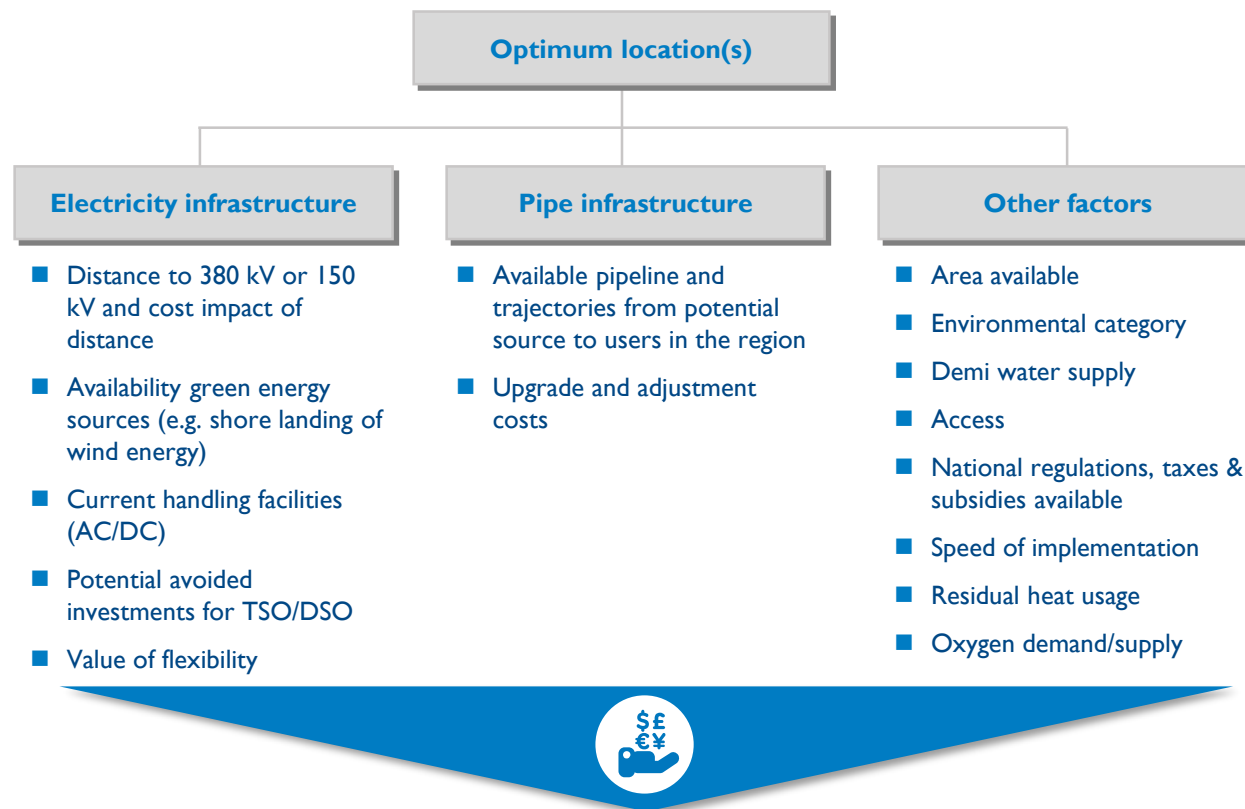 Optimum location(s)
Electricity infrastructure
■ Distance to 380 kV or 150
kV and cost impact of
distance
■ Availability green energy
sources (e.g. shore landing of
wind energy)
■ Current handling facilities
(AC/DC)
■ Potential avoided
investments for TSO/DSO
■ Value of flexibility
Pipe infrastructure
■ Available pipeline and
trajectories from potential
source to users in the region
■ Upgrade and adjustment
costs
Other factors
■ Area available
■ Environmental category
■ Demi water supply
■ Access
■ National regulations, taxes &
subsidies available
■ Speed of implementation
■ Residual heat usage
■ Oxygen demand/supply
$£
€¥